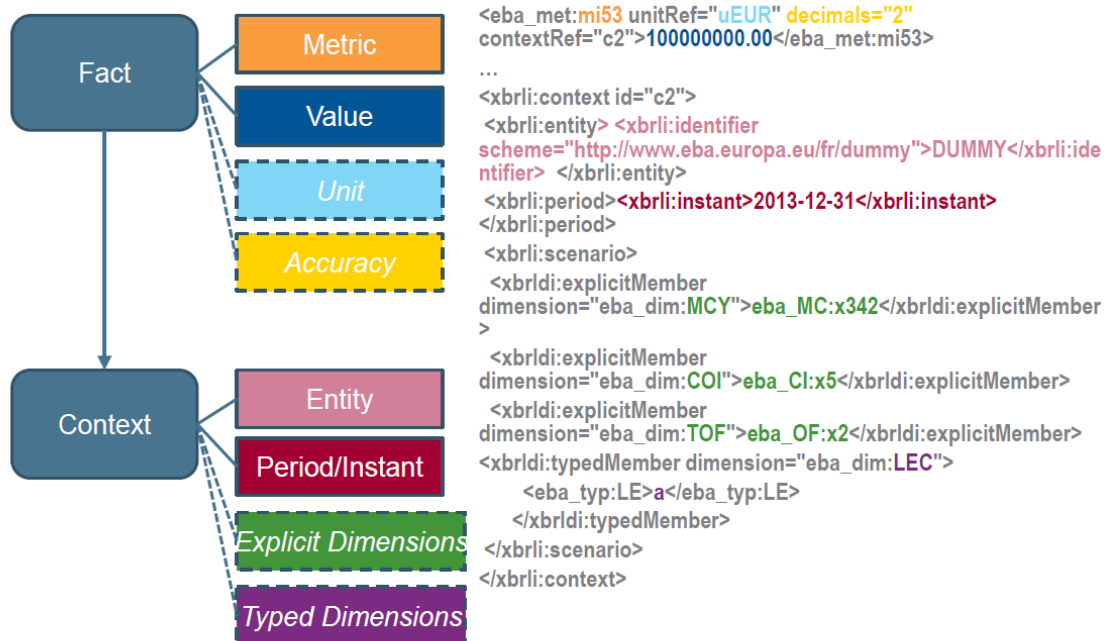 Fact
Metric
Value
Unit
Accuracy
Context
Entity
Period/Instant
Explicit Dimensions
Typed Dimensions
<eba_met:mi53 unitRef="uEUR" decimals="2"
contextRef="c2">100000000.00</eba_met:mi53>
…
<xbrli:context id="c2">
<xbrli:entity> <xbrli:identifier
scheme="http://www.eba.europa.eu/fr/dummy">DUMMY</xbrli:ide
ntifier> </xbrli:entity>
<xbrli:period><xbrli:instant>2013-12-31</xbrli:instant>
</xbrli:period>
<xbrli:scenario>
<xbrldi:explicitMember
dimension="eba_dim:MCY">eba_MC:x342</xbrldi:explicitMember
>
<xbrldi:explicitMember
dimension="eba_dim:COI">eba_CI:x5</xbrldi:explicitMember>
<xbrldi:explicitMember
dimension="eba_dim:TOF">eba_OF:x2</xbrldi:explicitMember>
<xbrldi:typedMember dimension="eba_dim:LEC">
<eba_typ:LE>a</eba_typ:LE>
</xbrldi:typedMember>
</xbrli:scenario>
</xbrli:context>